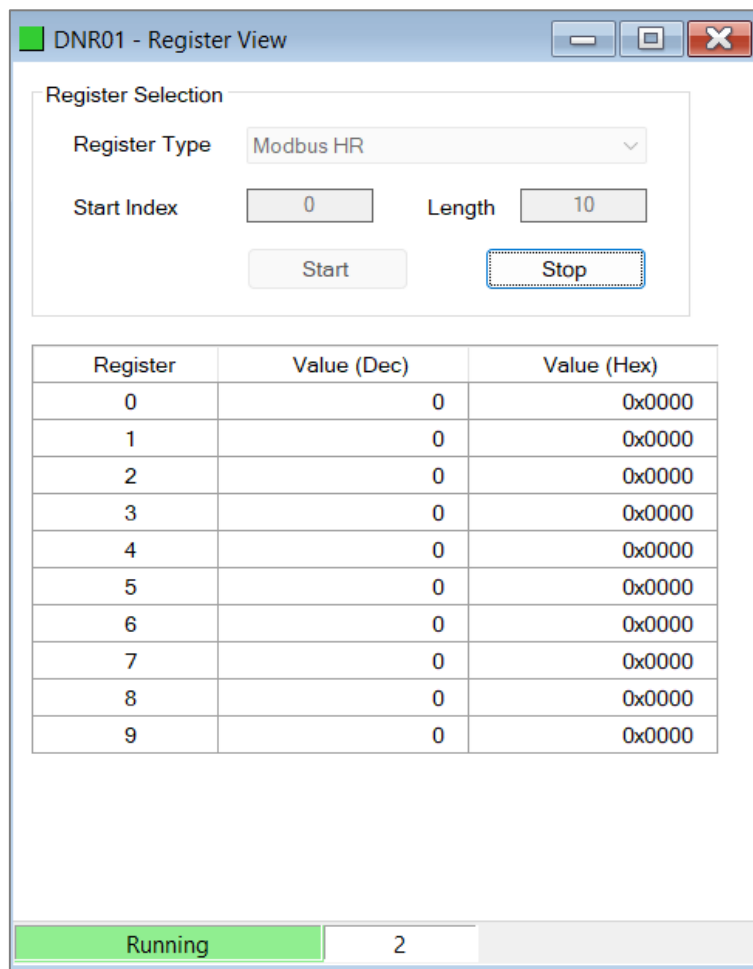 DNR01 - Register View
Register Selection
Register Type Modbus HR
Start Index 0 Length 10
Start Stop
Register Value (Dec) Value (Hex)
0 0 0x0000
1 0 0x0000
2 0 0x0000
3 0 0x0000
4 0 0x0000
5 0 0x0000
6 0 0x0000
7 0 0x0000
8 0 0x0000
9 0 0x0000
Running 2